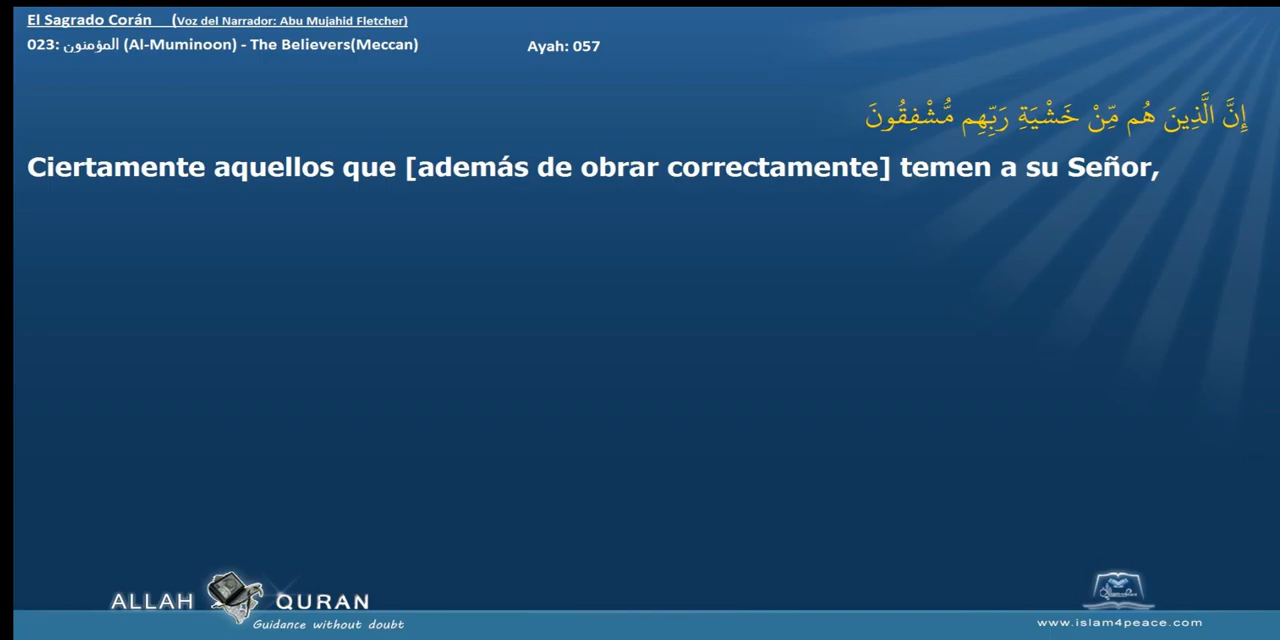 El Sagrado Corán (Voz del Narrador: Abu Mujahid Fletcher)
023: المؤمنون (Al-Muminoon) - The Believers(Meccan) Ayah: 057
إِنَّ الَّذِينَ هُم مِّنْ خَشْيَةِ رَبِّهِم مُّشْفِقُونَ
Ciertamente aquellos que [además de obrar correctamente] temen a su Señor,
ALLAH QURAN
Guidance without doubt
www.islam4peace.com